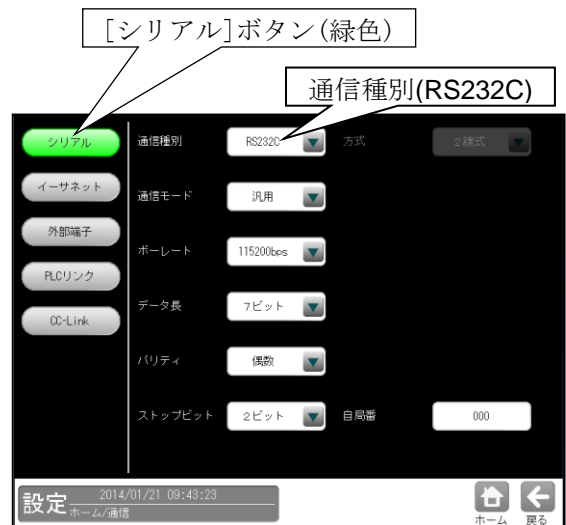 [シリアル]ボタン(緑色)
通信種別(RS232C)
シリアル
通信種別
RS232C
方式
2線式
イーサネット
通信モード
汎用
外部端子
ボーレート
115200bps
PLCリンク
データ長
7ビット
CC-Link
パリティ
偶数
ストップビット
2ビット
自局番
000
設定
2014/01/21 09:43:23
ホーム/通信
ホーム
戻る